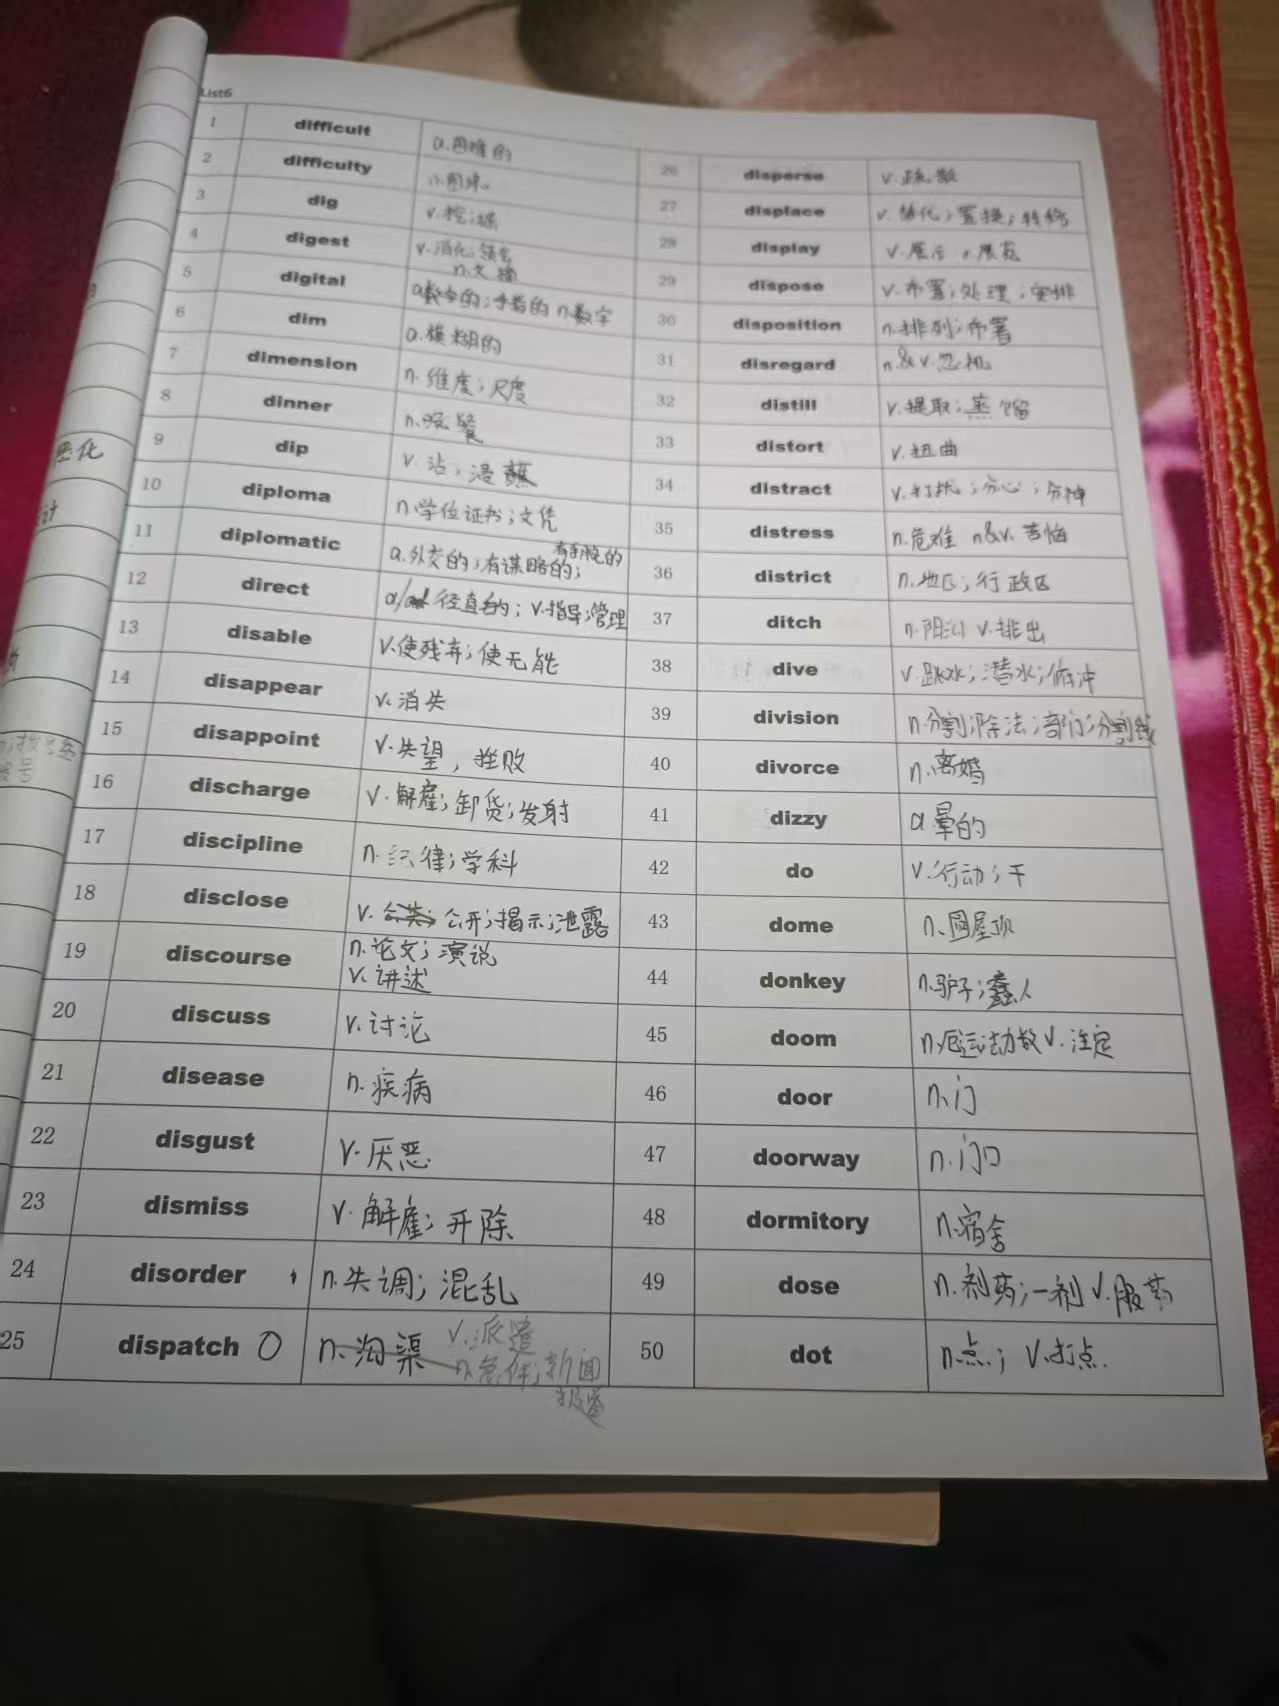 List6
1 difficult a.困难的
2 difficulty n.困难
3 dig v.挖;掘
4 digest v.消化;领会 n.文摘
5 digital a.数字的;手指的 n.数字
6 dim a.模糊的
7 dimension n.维度;尺度
8 dinner n.晚餐
9 dip v.沾;浸 蘸
10 diploma n.学位证书;文凭
11 diplomatic a.外交的;有谋略的;有手腕的
12 direct a/ad 径直的; v.指导;管理
13 disable v.使残弃;使无能
14 disappear v.消失
15 disappoint v.失望, 挫败
16 discharge v.解雇;卸货;发射
17 discipline n.纪律;学科
18 disclose v. 公开;揭示;泄露
19 discourse n.论文;演说
v.讲述
20 discuss v.讨论
21 disease n.疾病
22 disgust v.厌恶
23 dismiss v.解雇;开除
24 disorder n.失调;混乱
25 dispatch n.沟渠 v.派遣
n.急件;新闻
报道
26 disperse v.疏散
27 displace v.替化;置换;转移
28 display v.展示 n.展览
29 dispose v.布置;处理;安排
30 disposition n.排列;布署
31 disregard n.&v.忽视
32 distill v.提取;蒸馏
33 distort v.扭曲
34 distract v.打扰;分心;分神
35 distress n.危难 n&v.苦恼
36 district n.地区;行政区
37 ditch n.阴沟 v.排出
38 dive v.跳水;潜水;俯冲
39 division n.分割;除法;部门;分割线
40 divorce n.离婚
41 dizzy a晕的
42 do v.行动;干
43 dome n.圆屋顶
44 donkey n.驴子;蠢人
45 doom n.厄运;劫数 v.注定
46 door n.门
47 doorway n.门口
48 dormitory n.宿舍
49 dose n.剂药;一剂 v.服药
50 dot n.点; v.打点.
恶化
计
拨号